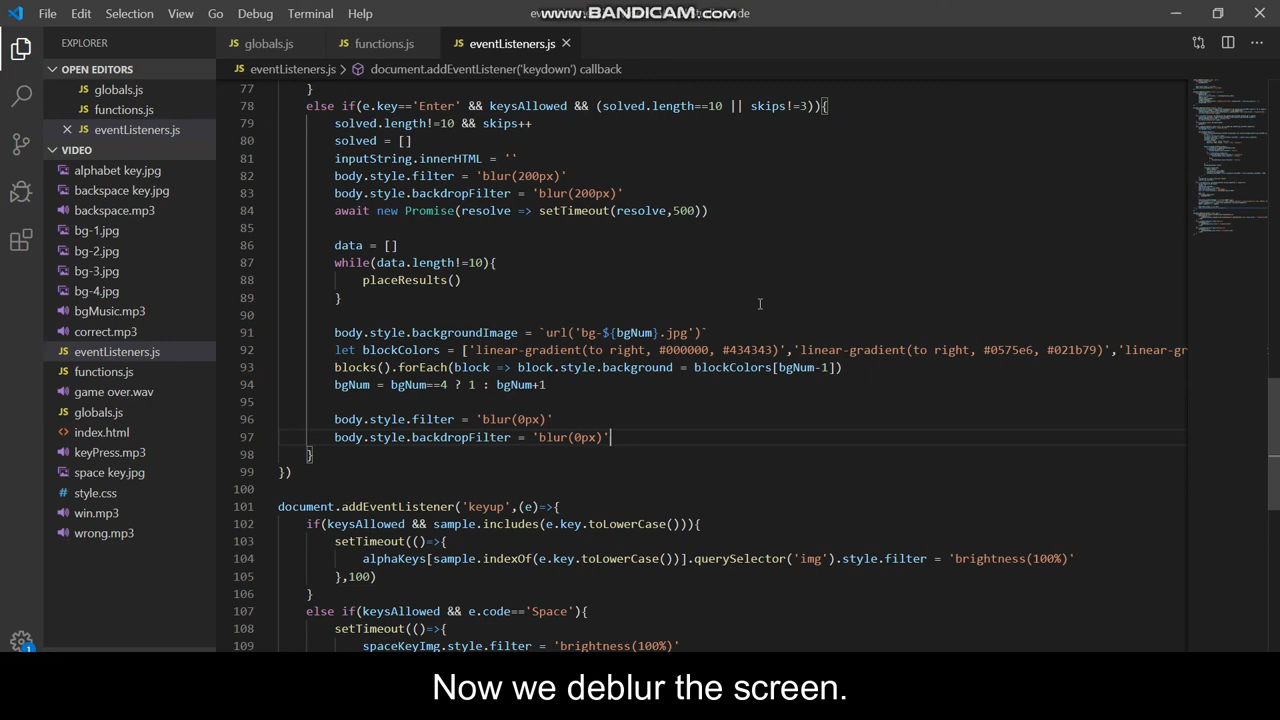 File Edit Selection View Go Debug Terminal Help
www.BANDICAM.com
EXPLORER
globals.js
functions.js
eventListeners.js
OPEN EDITORS
globals.js
functions.js
eventListeners.js
VIDEO
alphabet key.jpg
backspace key.jpg
backspace.mp3
bg-1.jpg
bg-2.jpg
bg-3.jpg
bg-4.jpg
bgMusic.mp3
correct.mp3
eventListeners.js
functions.js
game over.wav
globals.js
index.html
keyPress.mp3
space key.jpg
style.css
win.mp3
wrong.mp3
eventListeners.js > document.addEventListener('keydown') callback
77 }
78 else if(e.key=='Enter' && keysAllowed && (solved.length==10 || skips!=3)){
79 solved.length!=10 && skips++
80 solved = []
81 inputString.innerHTML = ''
82 body.style.filter = 'blur(200px)'
83 body.style.backdropFilter = 'blur(200px)'
84 await new Promise(resolve => setTimeout(resolve,500))
85
86 data = []
87 while(data.length!=10){
88 placeResults()
89 }
90
91 body.style.backgroundImage = `url('bg-${bgNum}.jpg')`
92 let blockColors = ['linear-gradient(to right, #000000, #434343)','linear-gradient(to right, #0575e6, #021b79)','linear-gr
93 blocks().forEach(block => block.style.background = blockColors[bgNum-1])
94 bgNum = bgNum==4 ? 1 : bgNum+1
95
96 body.style.filter = 'blur(0px)'
97 body.style.backdropFilter = 'blur(0px)'
98 }
99 })
100
101 document.addEventListener('keyup',(e)=>{
102 if(keysAllowed && sample.includes(e.key.toLowerCase())){
103 setTimeout(()=>{
104 alphaKeys[sample.indexOf(e.key.toLowerCase())].querySelector('img').style.filter = 'brightness(100%)'
105 },100)
106 }
107 else if(keysAllowed && e.code=='Space'){
108 setTimeout(()=>{
109 spaceKeyImg.style.filter = 'brightness(100%)'
1
Now we deblur the screen.